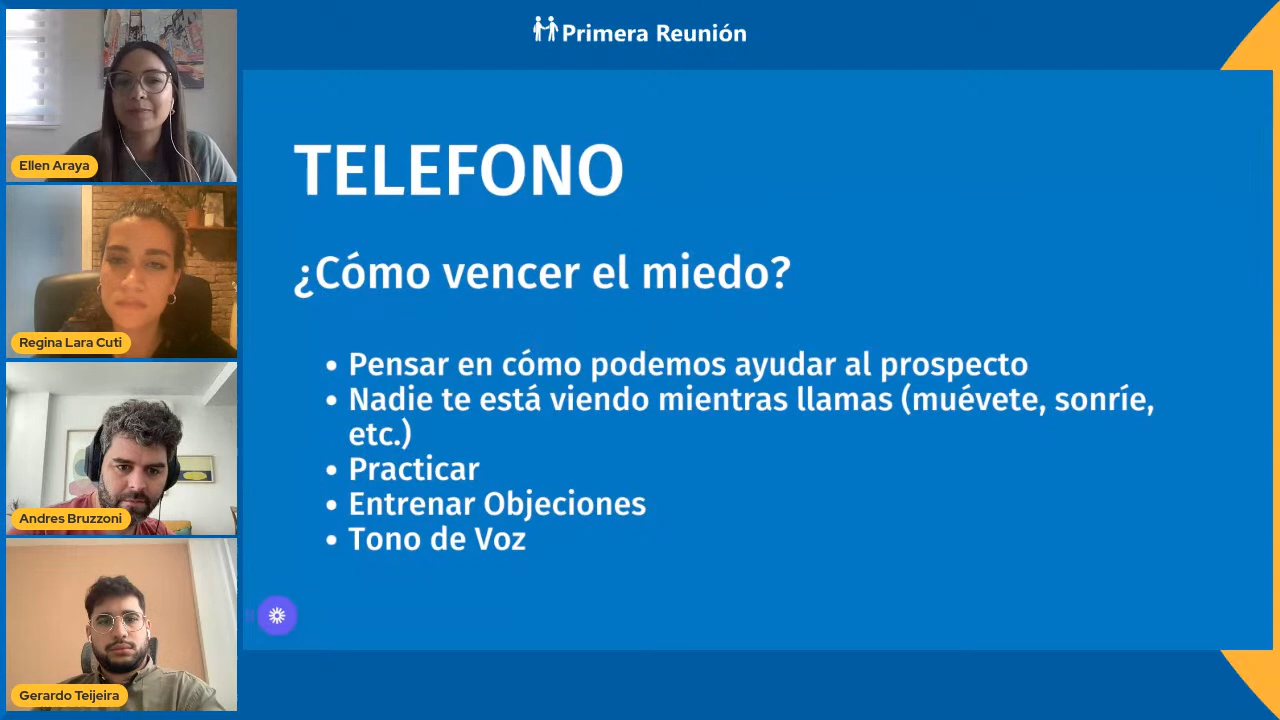 Primera Reunión
Ellen Araya
Regina Lara Cuti
Andres Bruzzoni
Gerardo Teijeira
TELEFONO
¿Cómo vencer el miedo?
• Pensar en cómo podemos ayudar al prospecto
• Nadie te está viendo mientras llamas (muévete, sonríe,
etc.)
• Practicar
• Entrenar Objeciones
• Tono de Voz